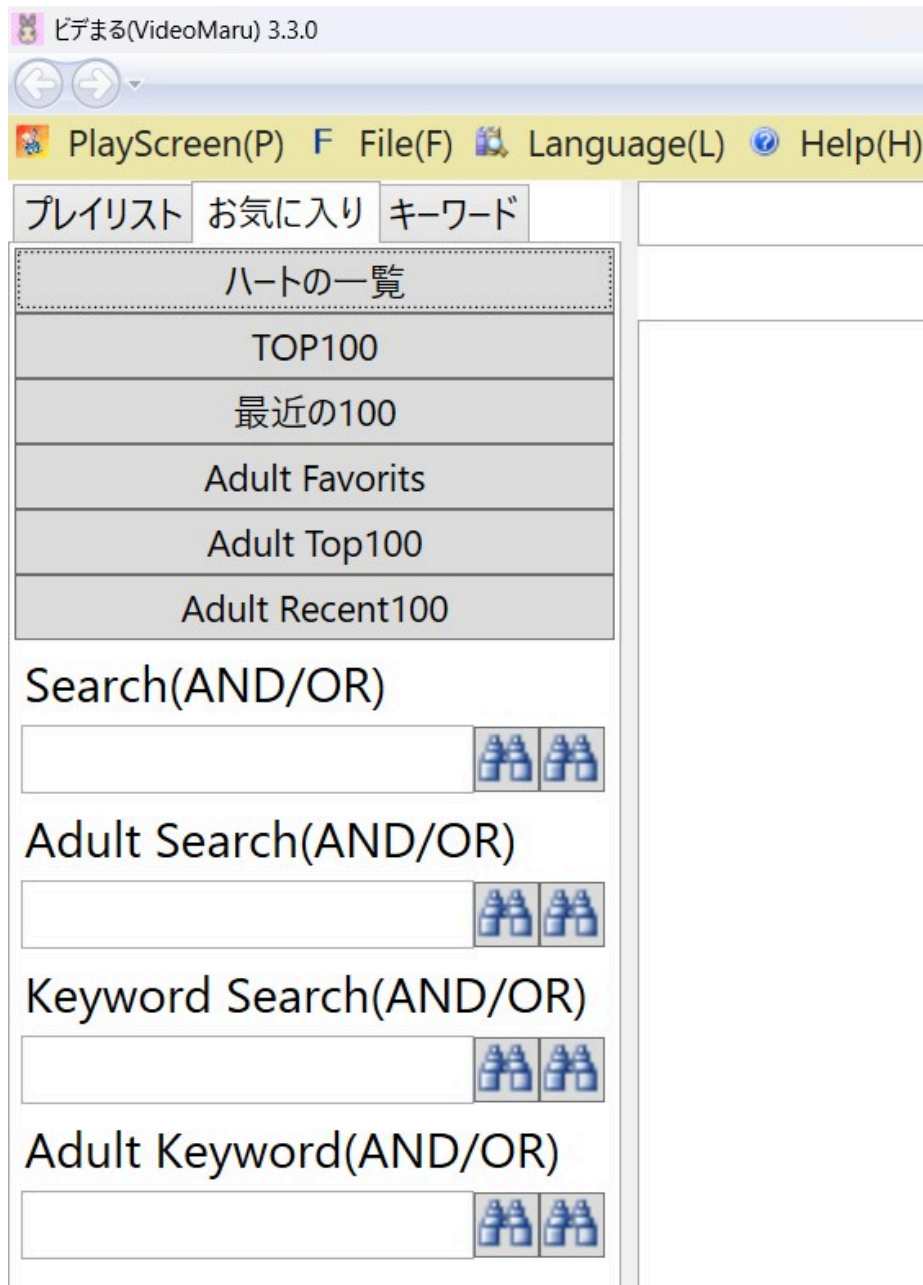 ビデまる(VideoMaru) 3.3.0
PlayScreen(P) F File(F) Language(L) Help(H)
プレイリスト お気に入り キーワード
ハートの一覧
TOP100
最近の100
Adult Favorits
Adult Top100
Adult Recent100
Search(AND/OR)
Adult Search(AND/OR)
Keyword Search(AND/OR)
Adult Keyword(AND/OR)